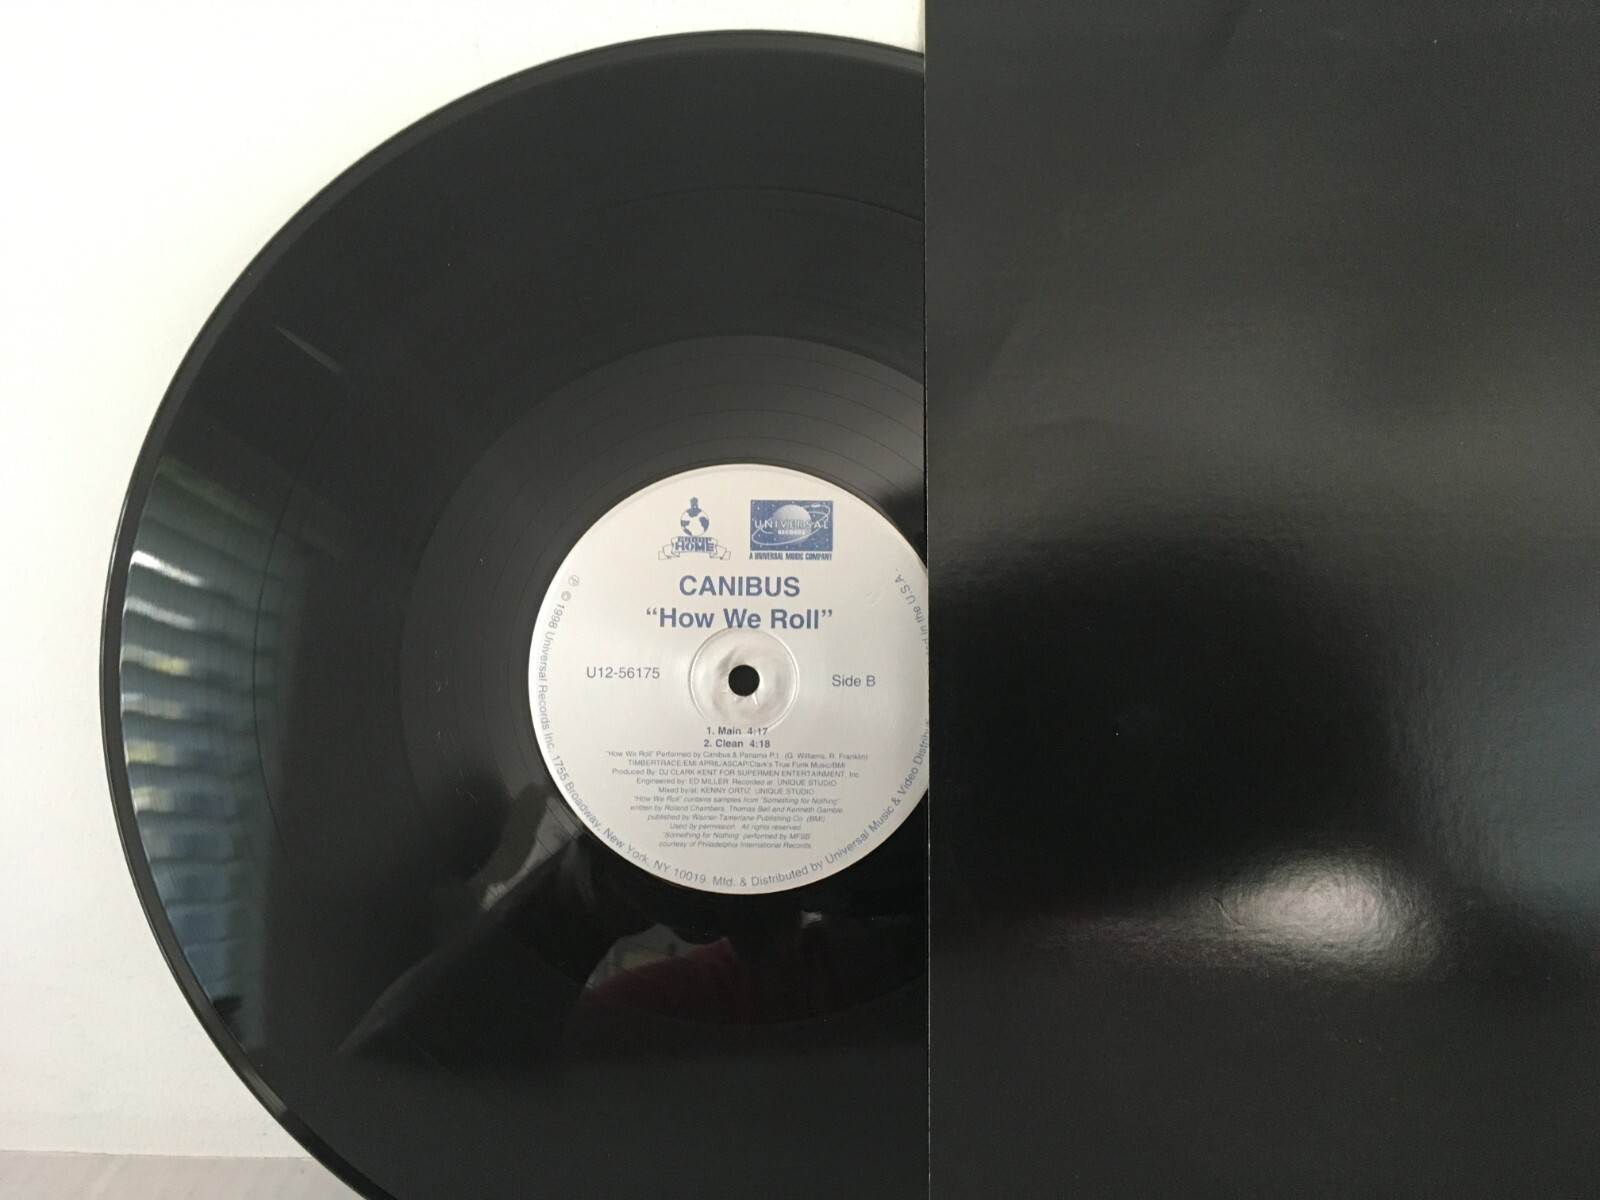 GROUP
HOME
UNIVERSAL
RECORDS
A UNIVERSAL MUSIC COMPANY
CANIBUS
“How We Roll”
U12-56175
Side B
1. Main 4:17
2. Clean 4:18
"How We Roll" Performed by Canibus & Panama P.I. (G. Williams, R. Franklin)
TIMBERTRACE/EMI APRIL/ASCAP/Clark's True Funk Music/BMI
Produced By: DJ CLARK KENT FOR SUPERMEN ENTERTAINMENT, Inc.
Engineered by: ED MILLER Recorded at: UNIQUE STUDIO
Mixed by/at: KENNY ORTIZ UNIQUE STUDIO
"How We Roll" contains samples from "Something for Nothing"
written by Roland Chambers, Thomas Bell and Kenneth Gamble
published by Warner-Tamerlane Publishing Co. (BMI)
Used by permission. All rights reserved.
"Something for Nothing" performed by MFSB
courtesy of Philadelphia International Records
℗ © 1998 Universal Records Inc. 1755 Broadway, New York, NY 10019. Mfd. & Distributed by Universal Music & Video in the U.S.A.